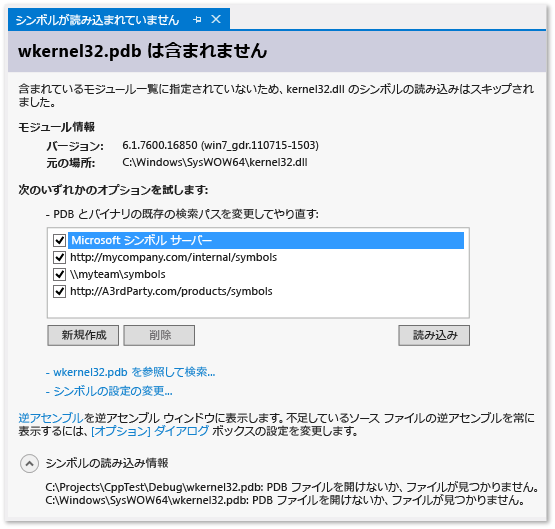 シンボルが読み込まれていません
wkernel32.pdb は含まれません
含まれているモジュール一覧に指定されていないため、kernel32.dll のシンボルの読み込みはスキップされ
ました。
モジュール情報
バージョン: 6.1.7600.16850 (win7_gdr.110715-1503)
元の場所: C:\Windows\SysWOW64\kernel32.dll
次のいずれかのオプションを試します:
- PDB とバイナリの既存の検索パスを変更してやり直す:
Microsoft シンボル サーバー
http://mycompany.com/internal/symbols
\\myteam\symbols
http://A3rdParty.com/products/symbols
新規作成 削除 読み込み
- wkernel32.pdb を参照して検索...
- シンボルの設定の変更...
逆アセンブルを逆アセンブル ウィンドウに表示します。不足しているソース ファイルの逆アセンブルを常に
表示するには、[オプション] ダイアログ ボックスの設定を変更します。
シンボルの読み込み情報
C:\Projects\CppTest\Debug\wkernel32.pdb: PDB ファイルを開けないか、ファイルが見つかりません。
C:\Windows\SysWOW64\wkernel32.pdb: PDB ファイルを開けないか、ファイルが見つかりません。